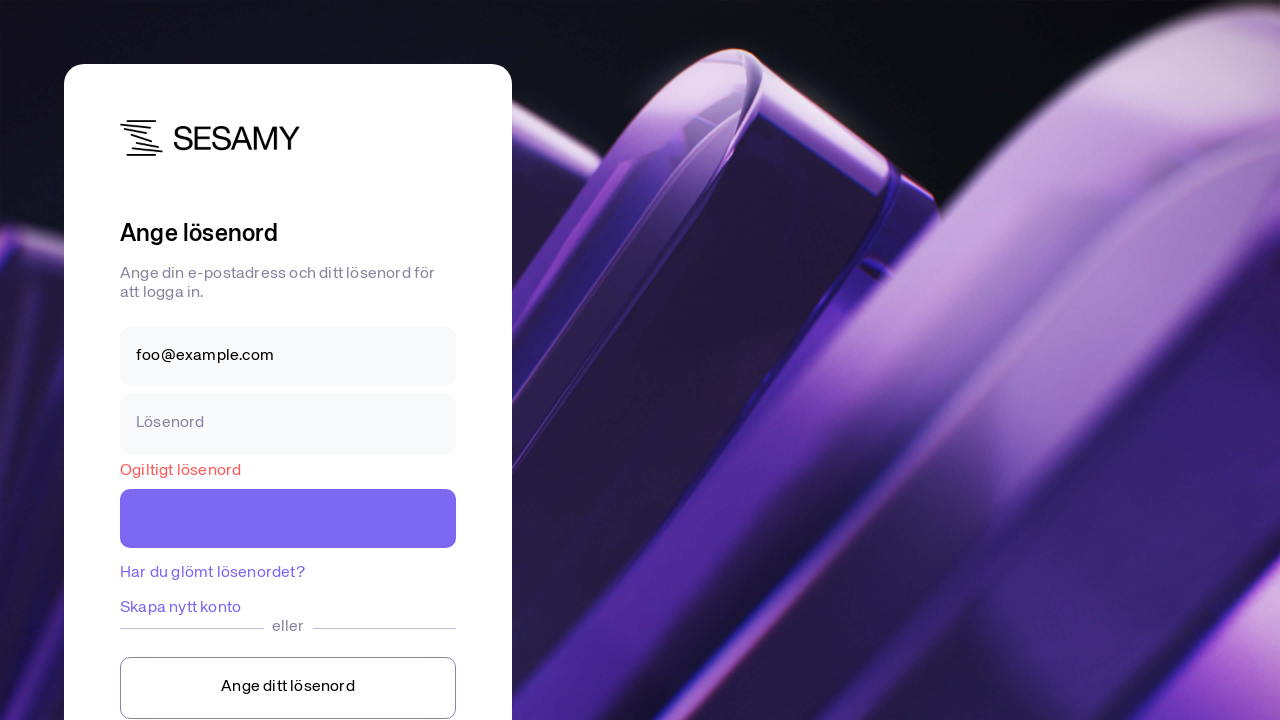 SESAMY
Ange lösenord
Ange din e-postadress och ditt lösenord för
att logga in.
foo@example.com
Lösenord
Ogiltigt lösenord
Har du glömt lösenordet?
Skapa nytt konto
eller
Ange ditt lösenord